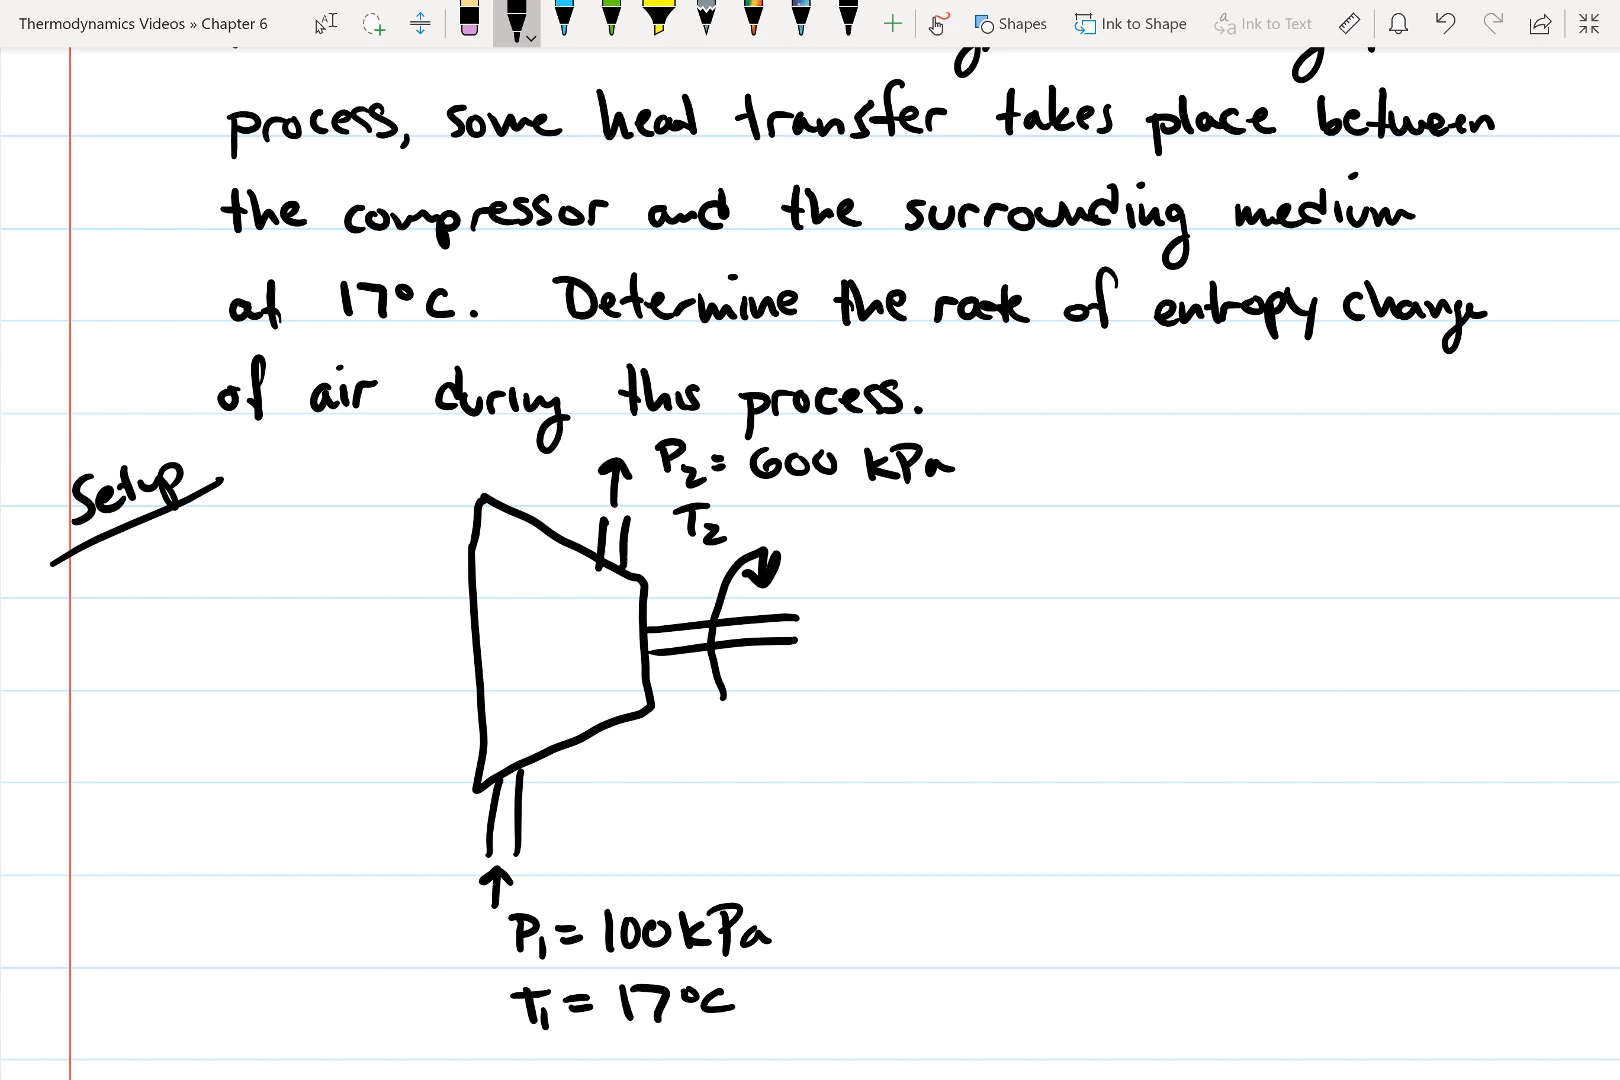 Thermodynamics Videos » Chapter 6
Shapes
Ink to Shape
Ink to Text
process, some head transfer takes place between
the compressor and the surrounding medium
at 17°C. Determine the rate of entropy change
of air during this process.
Setup
P2 = 600 kPa
T2
P1 = 100 kPa
T1 = 17°C